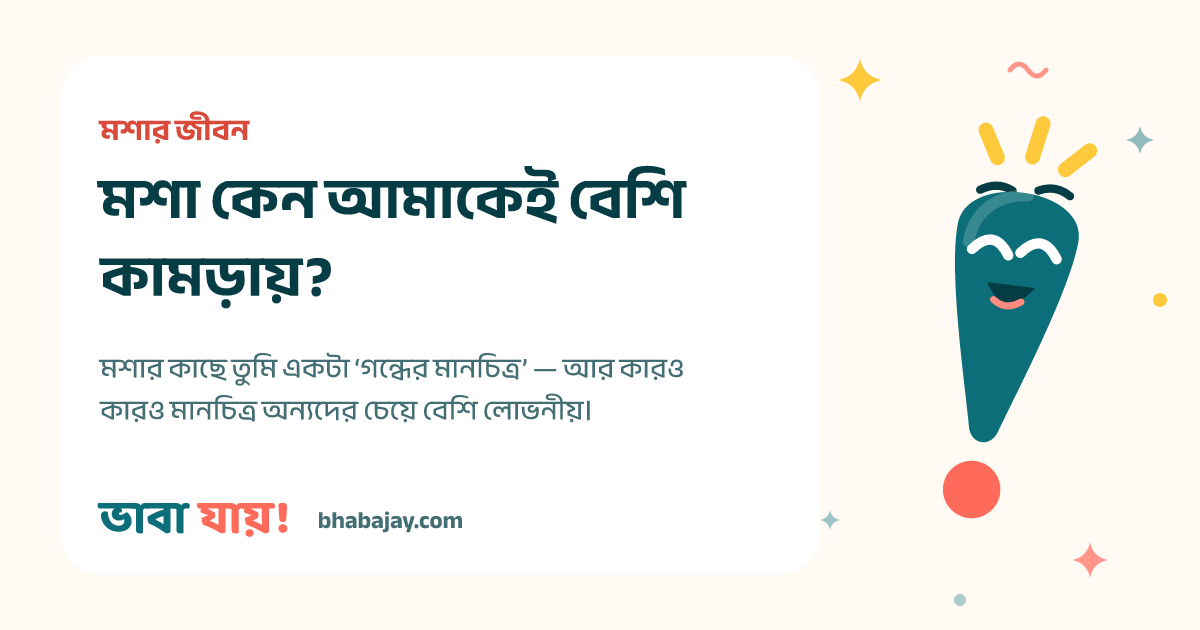 মশার জীবন
মশা কেন আমাকেই বেশি
কামড়ায়?
মশার কাছে তুমি একটা ‘গন্ধের মানচিত্র’ — আর কারও
কারও মানচিত্র অন্যদের চেয়ে বেশি লোভনীয়।
ভাবা যায়! bhabajay.com